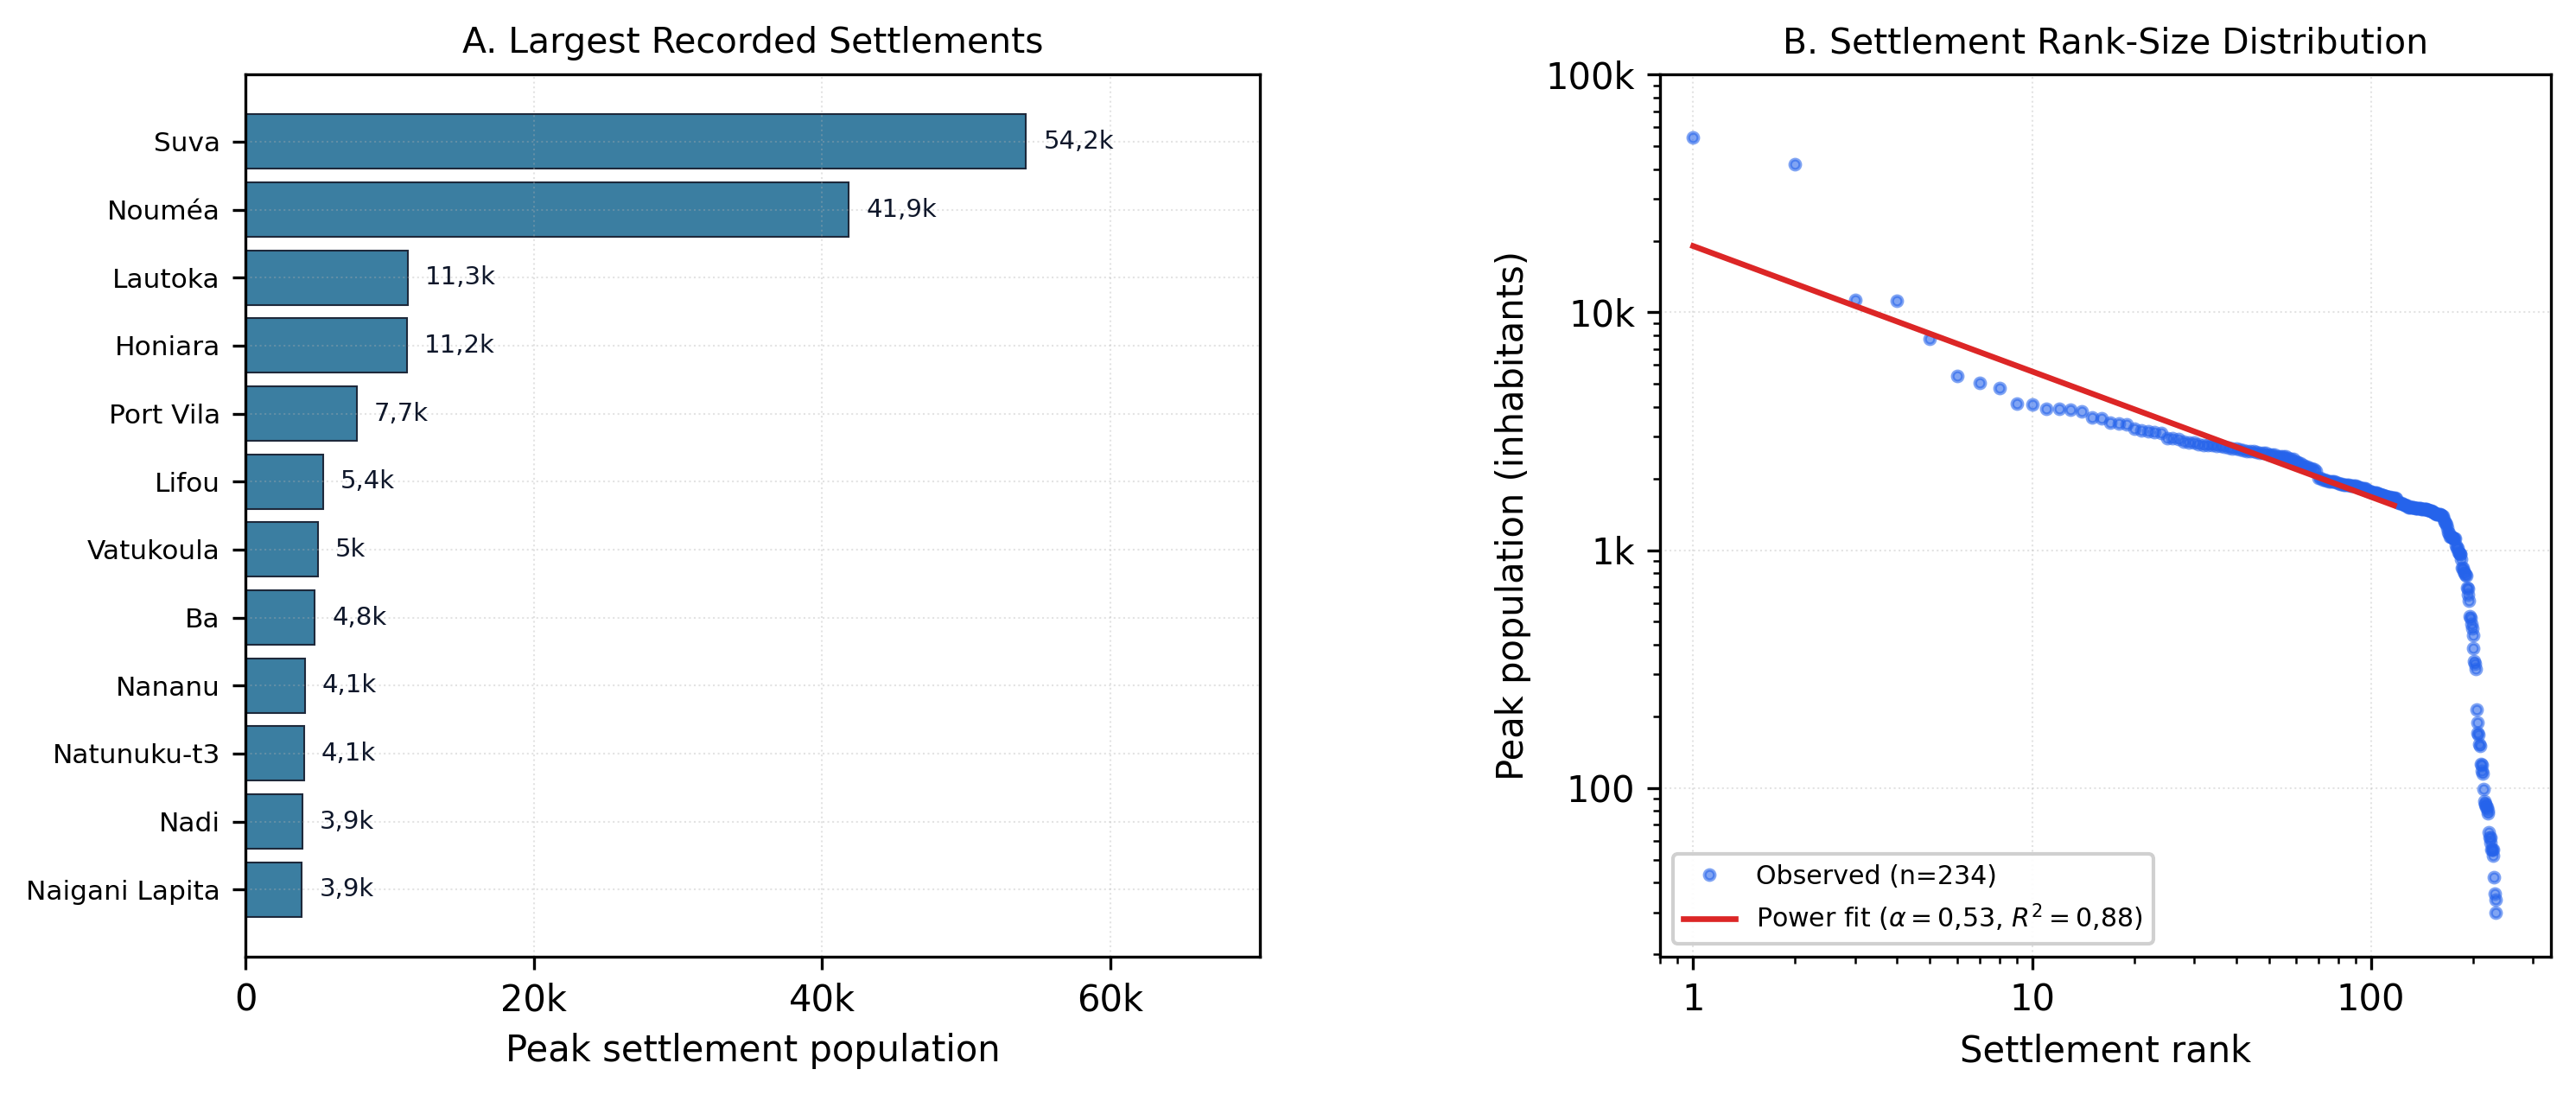 A. Largest Recorded Settlements
Suva
54,2k
Nouméa
41,9k
Lautoka
11,3k
Honiara
11,2k
Port Vila
7,7k
Lifou
5,4k
Vatukoula
5k
Ba
4,8k
Nananu
4,1k
Natunuku-t3
4,1k
Nadi
3,9k
Naigani Lapita
3,9k
0 20k 40k 60k
Peak settlement population
B. Settlement Rank-Size Distribution
Peak population (inhabitants)
100k
10k
1k
100
Observed (n=234)
Power fit (α = 0,53, R² = 0,88)
1 10 100
Settlement rank